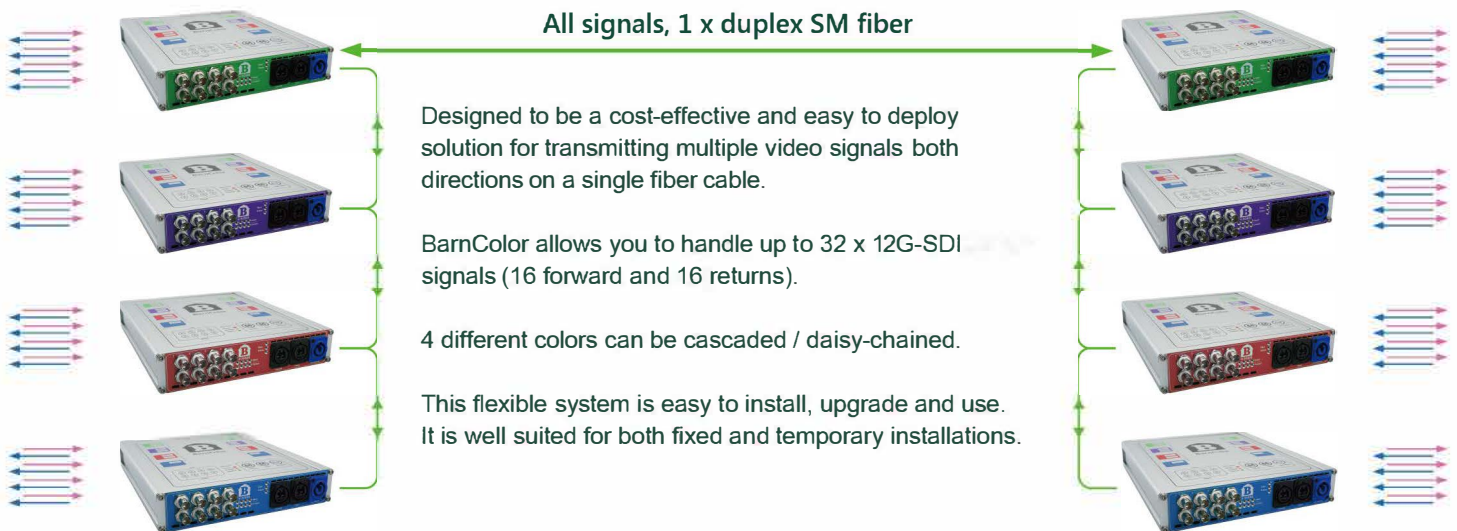 All signals, 1 x duplex SM fiber
Designed to be a cost-effective and easy to deploy
solution for transmitting multiple video signals both
directions on a single fiber cable.
BarnColor allows you to handle up to 32 x 12G-SDI
signals (16 forward and 16 returns).
4 different colors can be cascaded / daisy-chained.
This flexible system is easy to install, upgrade and use.
It is well suited for both fixed and temporary installations.
B
B
B
B
B
B
B
B